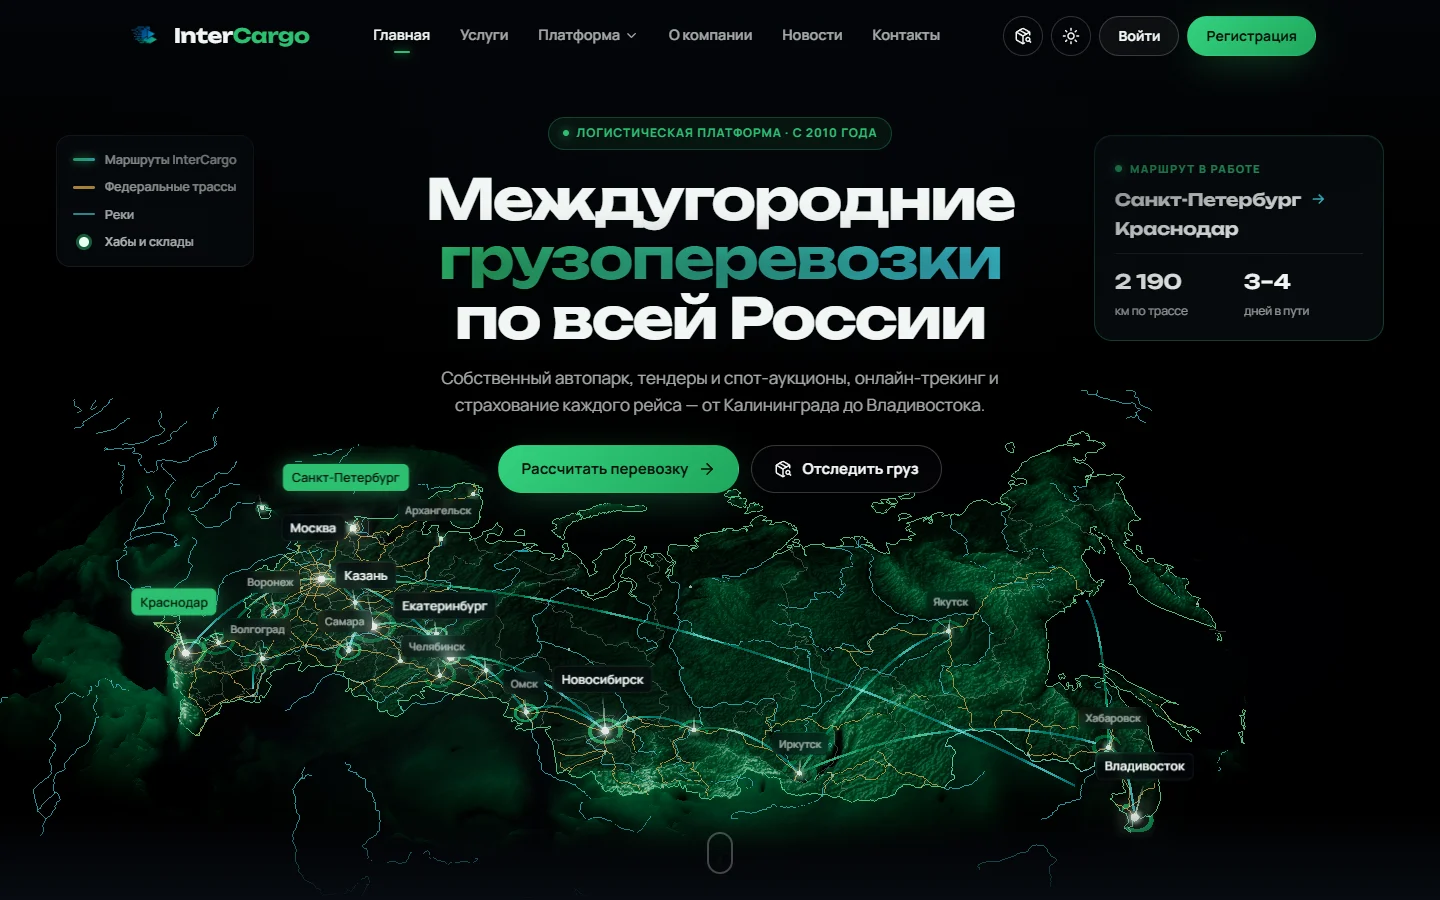 InterCargo
Главная
Услуги
Платформа
О компании
Новости
Контакты
Войти
Регистрация
Маршруты InterCargo
Федеральные трассы
Реки
Хабы и склады
ЛОГИСТИЧЕСКАЯ ПЛАТФОРМА · С 2010 ГОДА
Междугородние
грузоперевозки
по всей России
Собственный автопарк, тендеры и спот-аукционы, онлайн-трекинг и
страхование каждого рейса — от Калининграда до Владивостока.
Рассчитать перевозку →
Отследить груз
МАРШРУТ В РАБОТЕ
Санкт-Петербург →
Краснодар
2 190
км по трассе
3–4
дней в пути
Санкт-Петербург
Архангельск
Москва
Воронеж
Казань
Краснодар
Екатеринбург
Волгоград
Самара
Челябинск
Омск
Новосибирск
Якутск
Иркутск
Хабаровск
Владивосток